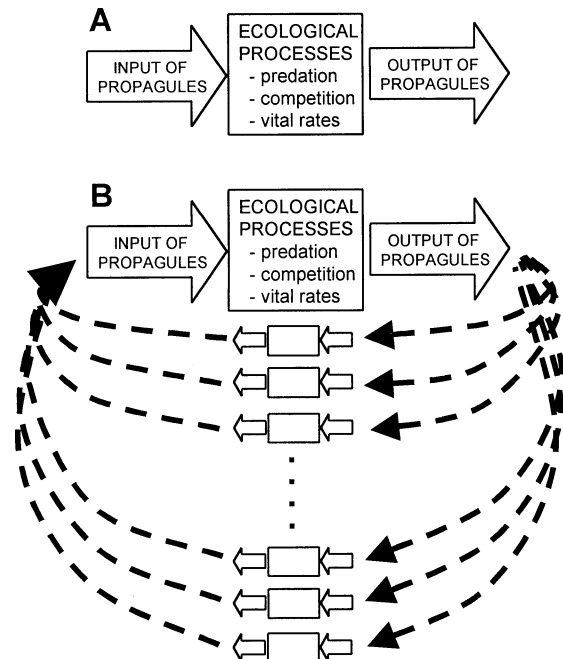 A
INPUT OF
PROPAGULES
ECOLOGICAL
PROCESSES
- predation
- competition
- vital rates
OUTPUT OF
PROPAGULES
B
INPUT OF
PROPAGULES
ECOLOGICAL
PROCESSES
- predation
- competition
- vital rates
OUTPUT OF
PROPAGULES